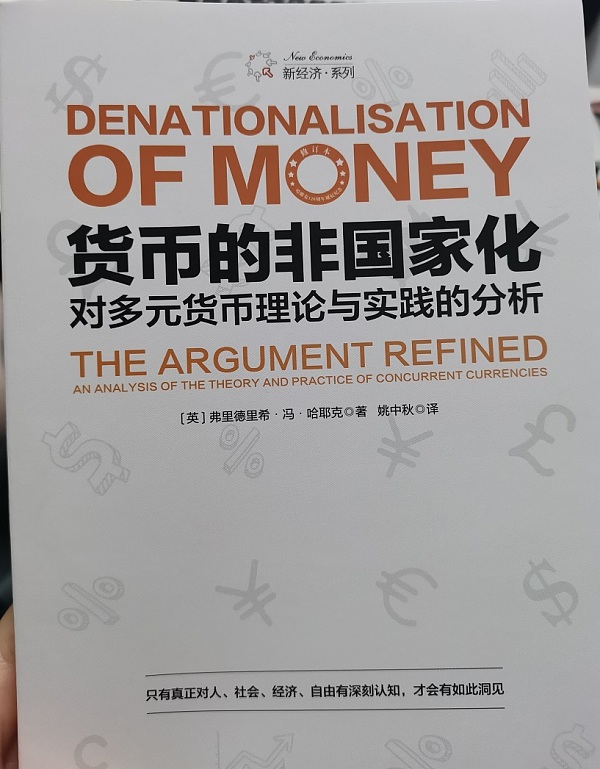 New Economics
新经济·系列
DENATIONALISATION
OF MONEY
修订本
货币的非国家化
对多元货币理论与实践的分析
THE ARGUMENT REFINED
AN ANALYSIS OF THE THEORY AND PRACTICE OF CONCURRENT CURRENCIES
[英]弗里德里希·冯·哈耶克◎著 姚中秋◎译
只有真正对人、社会、经济、自由有深刻认知，才会有如此洞见